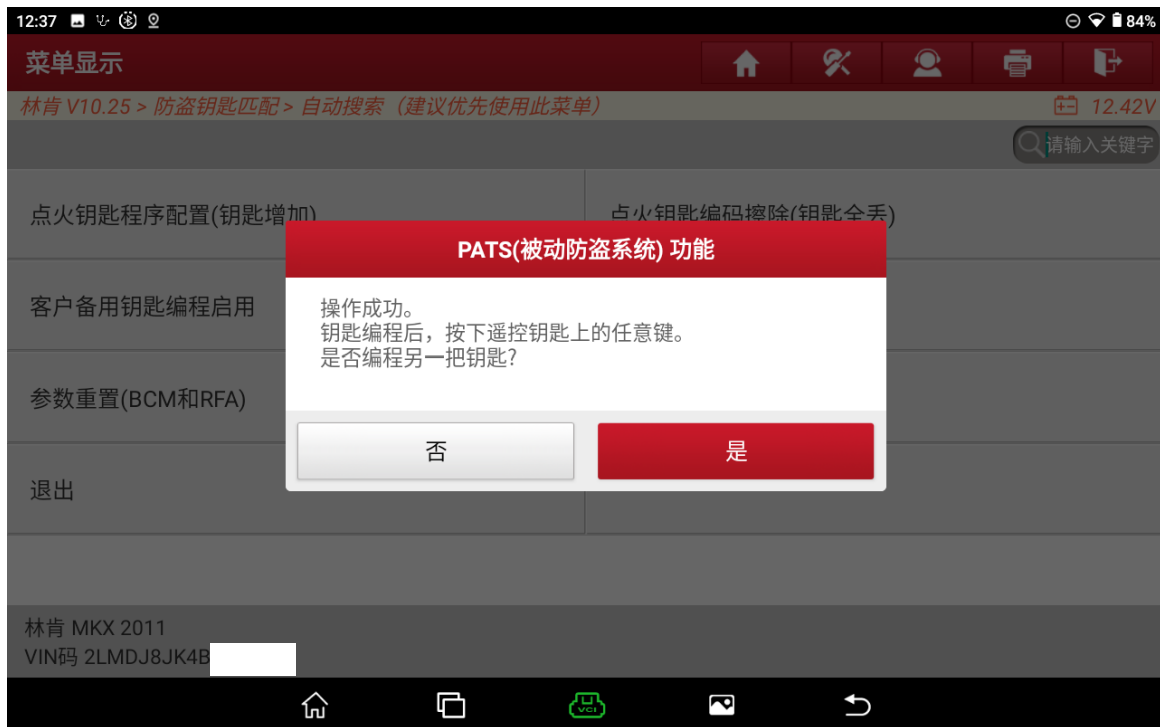 12:37
84%
菜单显示
林肯 V10.25 > 防盗钥匙匹配 > 自动搜索（建议优先使用此菜单）
12.42V
请输入关键字
点火钥匙程序配置(钥匙增加)
点火钥匙编码擦除(钥匙全丢)
PATS(被动防盗系统) 功能
客户备用钥匙编程启用
操作成功。
钥匙编程后，按下遥控钥匙上的任意键。
是否编程另一把钥匙?
参数重置(BCM和RFA)
否
是
退出
林肯 MKX 2011
VIN码 2LMDJ8JK4B
VCI